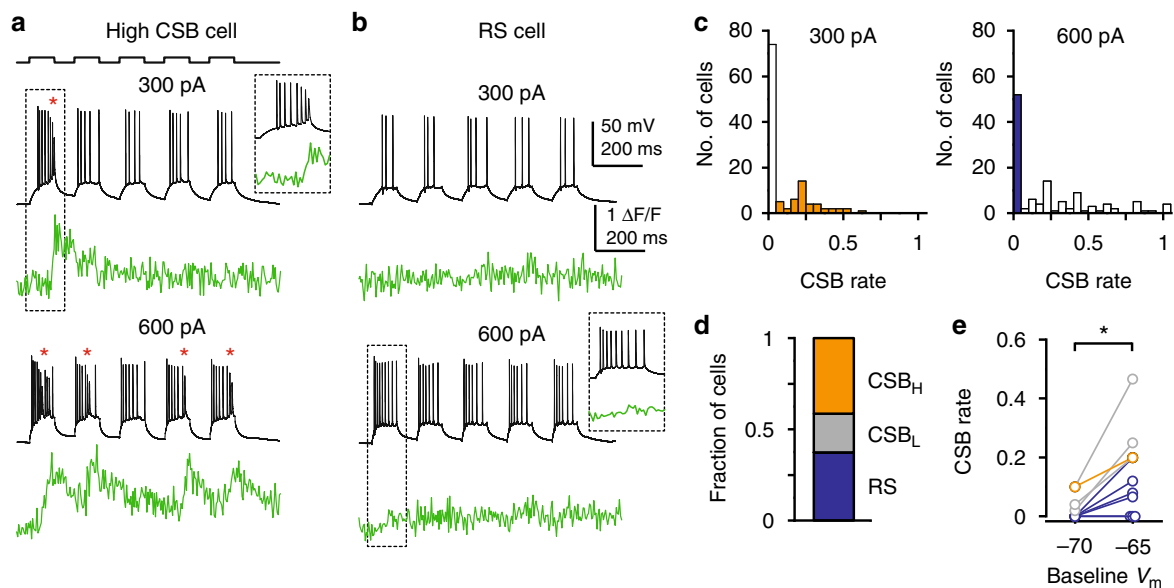 a
High CSB cell
300 pA
*
600 pA
* * * *
b
RS cell
300 pA
50 mV
200 ms
1 ΔF/F
200 ms
600 pA
c
300 pA
No. of cells
80
60
40
20
0
0 0.5 1
CSB rate
600 pA
No. of cells
80
60
40
20
0
0 0.5 1
CSB rate
d
Fraction of cells
1
0.5
0
CSB_H
CSB_L
RS
e
*
CSB rate
0.6
0.4
0.2
0
–70 –65
Baseline V_m